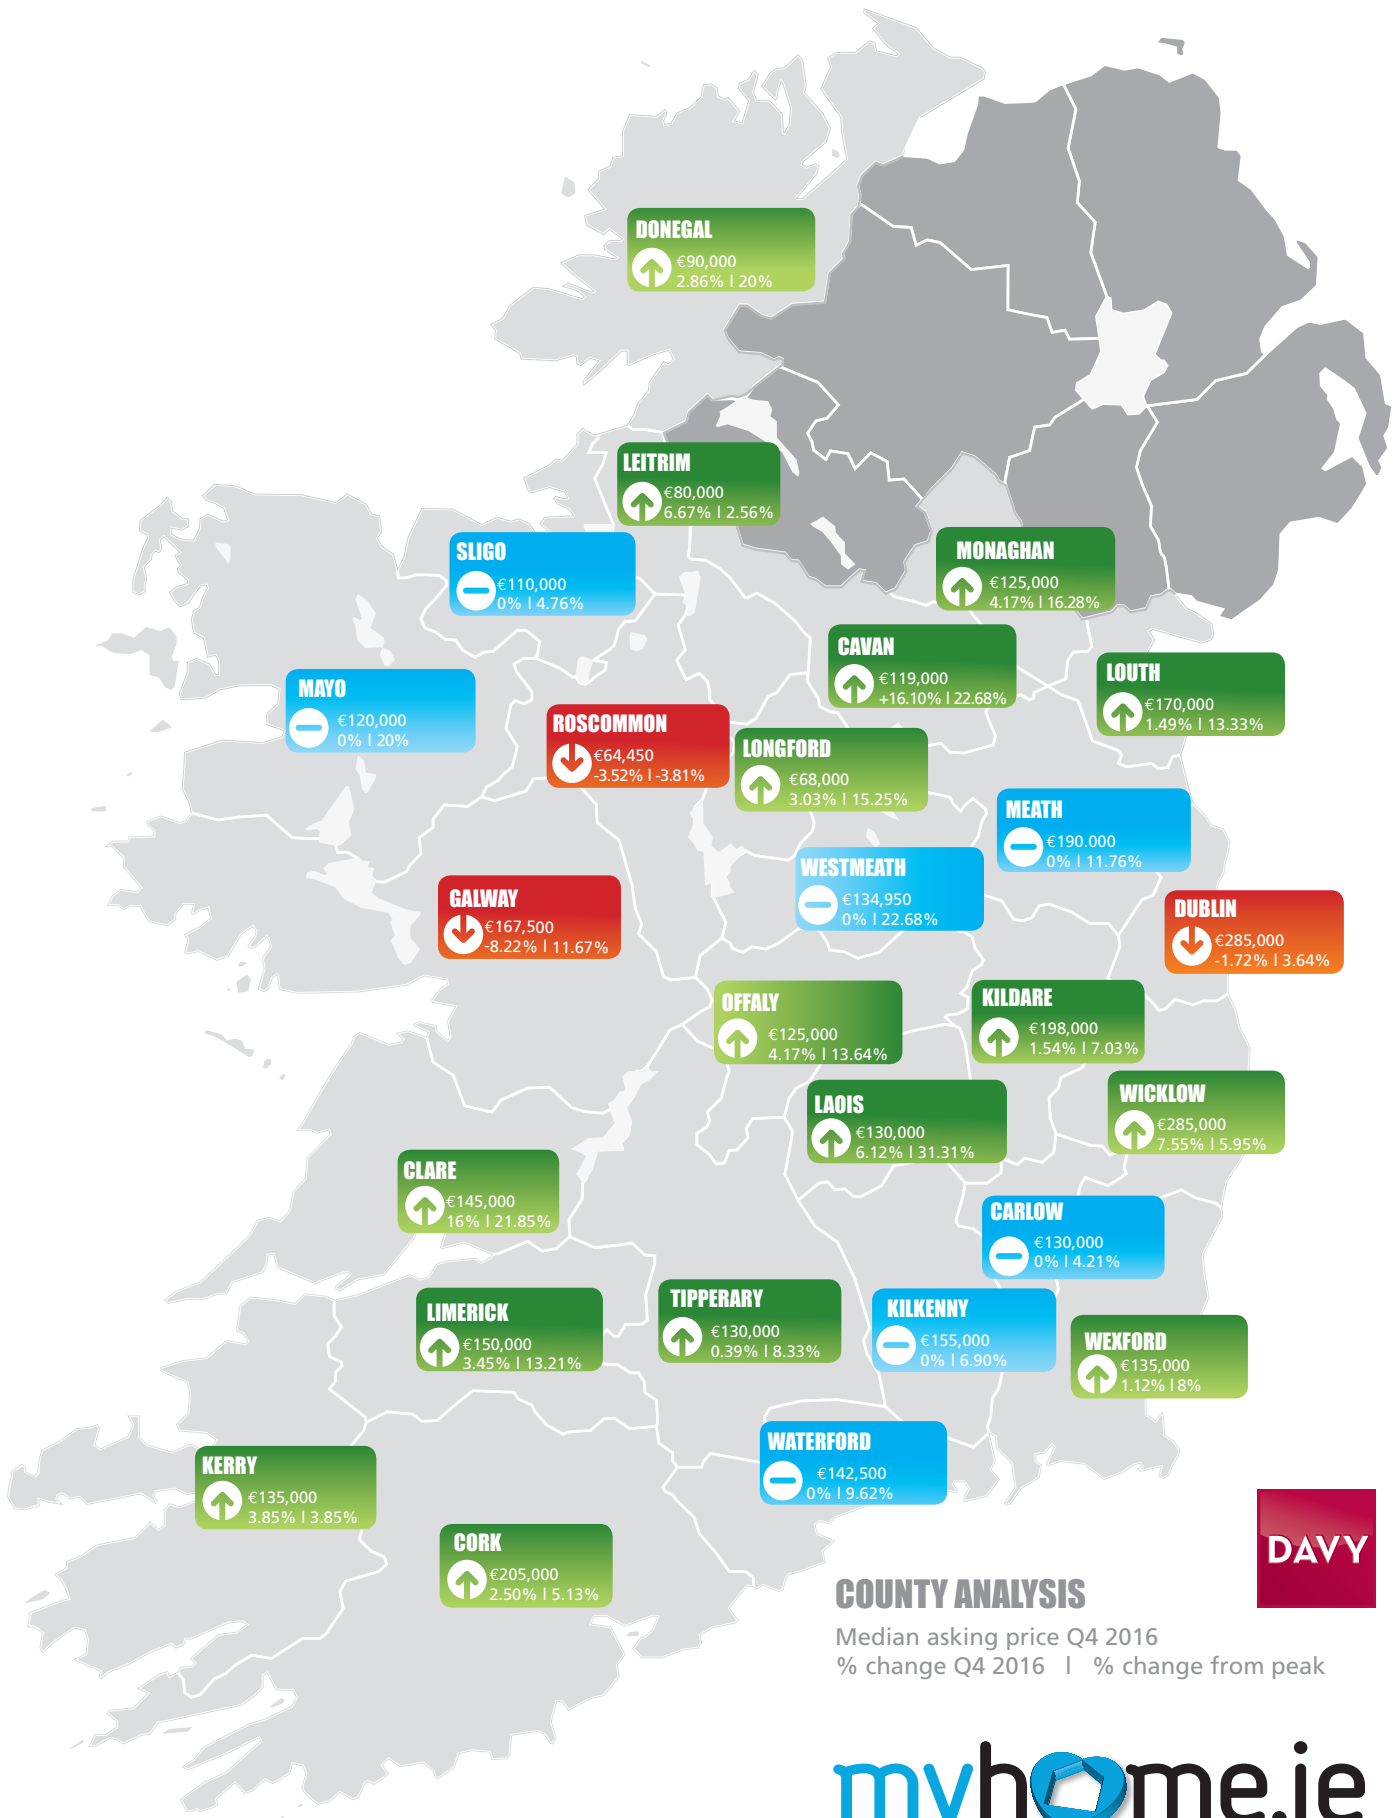 DONEGAL
€90,000
2.86% | 20%
LEITRIM
€80,000
6.67% | 2.56%
SLIGO
€110,000
0% | 4.76%
MONAGHAN
€125,000
4.17% | 16.28%
CAVAN
€119,000
+16.10% | 22.68%
LOUTH
€170,000
1.49% | 13.33%
MAYO
€120,000
0% | 20%
ROSCOMMON
€64,450
-3.52% | -3.81%
LONGFORD
€68,000
3.03% | 15.25%
MEATH
€190.000
0% | 11.76%
WESTMEATH
€134,950
0% | 22.68%
GALWAY
€167,500
-8.22% | 11.67%
DUBLIN
€285,000
-1.72% | 3.64%
OFFALY
€125,000
4.17% | 13.64%
KILDARE
€198,000
1.54% | 7.03%
LAOIS
€130,000
6.12% | 31.31%
WICKLOW
€285,000
7.55% | 5.95%
CLARE
€145,000
16% | 21.85%
CARLOW
€130,000
0% | 4.21%
LIMERICK
€150,000
3.45% | 13.21%
TIPPERARY
€130,000
0.39% | 8.33%
KILKENNY
€155,000
0% | 6.90%
WEXFORD
€135,000
1.12% | 8%
WATERFORD
€142,500
0% | 9.62%
KERRY
€135,000
3.85% | 3.85%
CORK
€205,000
2.50% | 5.13%
DAVY
COUNTY ANALYSIS
Median asking price Q4 2016
% change Q4 2016 | % change from peak
myhome.ie